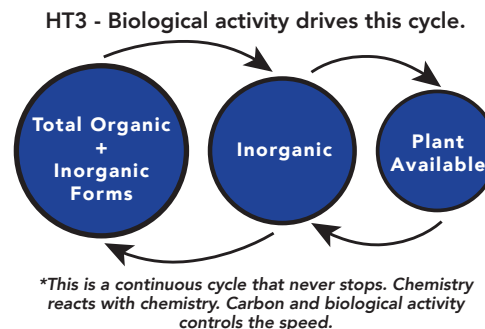 HT3 - Biological activity drives this cycle.
Total Organic
+
Inorganic
Forms
Inorganic
Plant
Available
*This is a continuous cycle that never stops. Chemistry
reacts with chemistry. Carbon and biological activity
controls the speed.